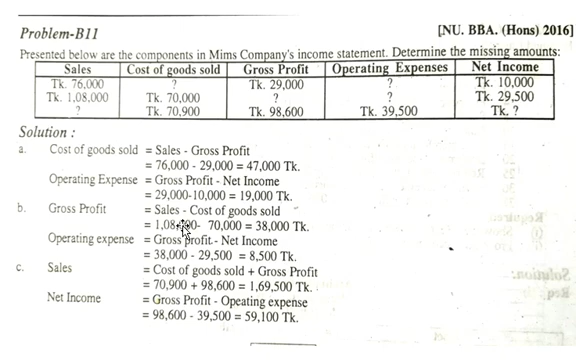 Problem-B11 [NU. BBA. (Hons) 2016]
Presented below are the components in Mims Company's income statement. Determine the missing amounts:
Sales Cost of goods sold Gross Profit Operating Expenses Net Income
Tk. 76,000 ? Tk. 29,000 ? Tk. 10,000
Tk. 1,08,000 Tk. 70,000 ? ? Tk. 29,500
? Tk. 70,900 Tk. 98,600 Tk. 39,500 Tk. ?
Solution :
a. Cost of goods sold = Sales - Gross Profit
= 76,000 - 29,000 = 47,000 Tk.
Operating Expense = Gross Profit - Net Income
= 29,000-10,000 = 19,000 Tk.
b. Gross Profit = Sales - Cost of goods sold
= 1,08,000- 70,000 = 38,000 Tk.
Operating expense = Gross profit - Net Income
= 38,000 - 29,500 = 8,500 Tk.
c. Sales = Cost of goods sold + Gross Profit
= 70,900 + 98,600 = 1,69,500 Tk.
Net Income = Gross Profit - Opeating expense
= 98,600 - 39,500 = 59,100 Tk.